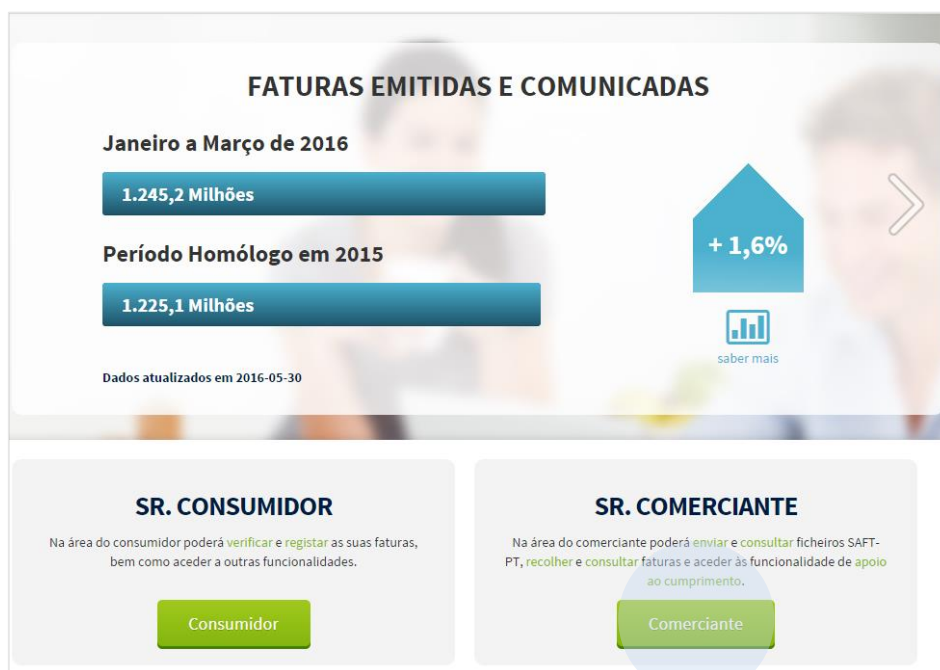 FATURAS EMITIDAS E COMUNICADAS
Janeiro a Março de 2016
1.245,2 Milhões
Período Homólogo em 2015
1.225,1 Milhões
+ 1,6%
saber mais
Dados atualizados em 2016-05-30
SR. CONSUMIDOR
Na área do consumidor poderá verificar e registar as suas faturas,
bem como aceder a outras funcionalidades.
Consumidor
SR. COMERCIANTE
Na área do comerciante poderá enviar e consultar ficheiros SAFT-
PT, recolher e consultar faturas e aceder às funcionalidade de apoio
ao cumprimento.
Comerciante